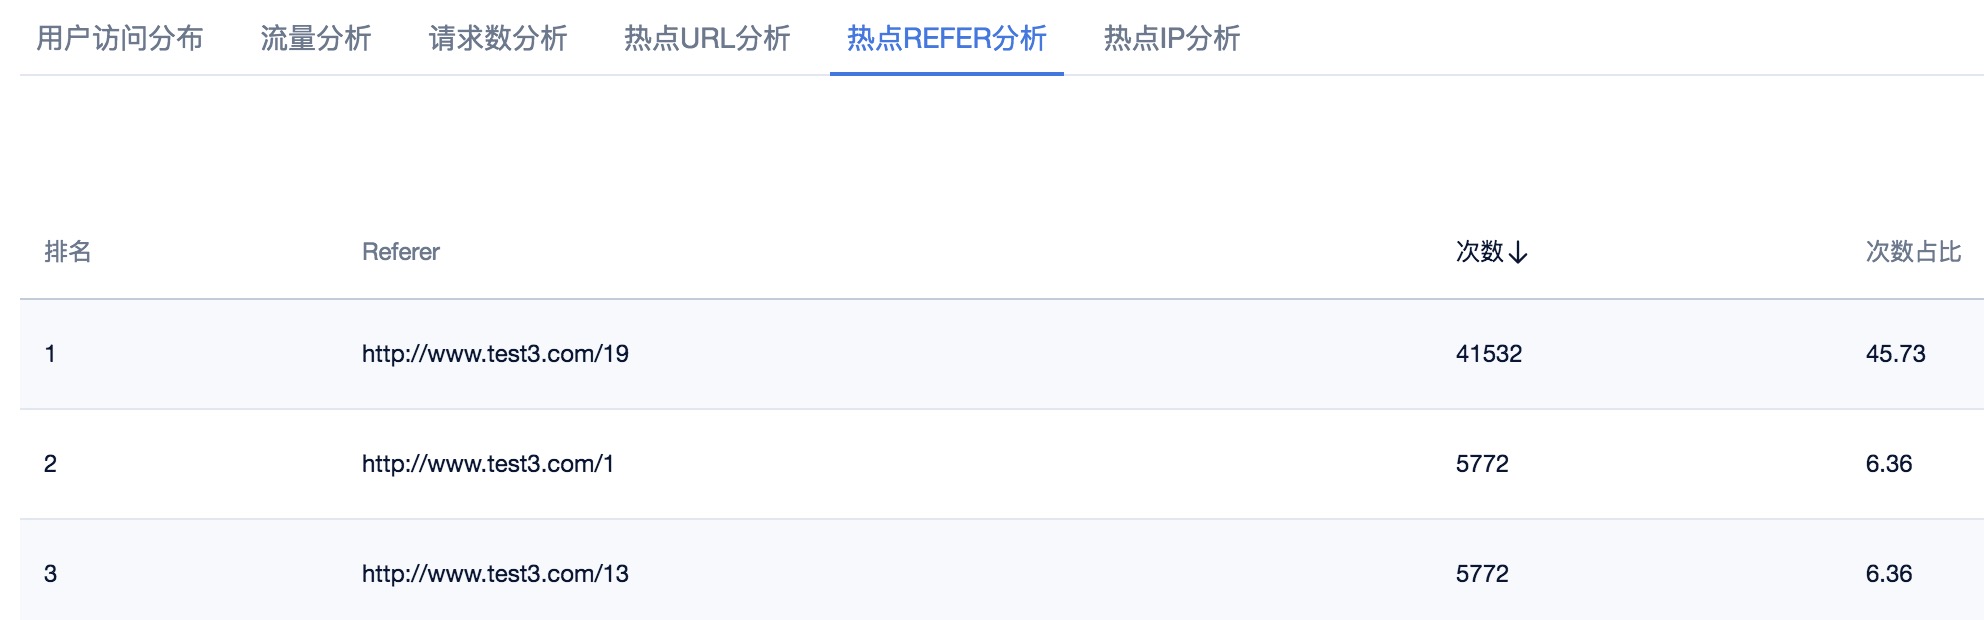 用户访问分布 流量分析 请求数分析 热点URL分析 热点REFER分析 热点IP分析
排名 Referer 次数↓ 次数占比
1 http://www.test3.com/19 41532 45.73
2 http://www.test3.com/1 5772 6.36
3 http://www.test3.com/13 5772 6.36